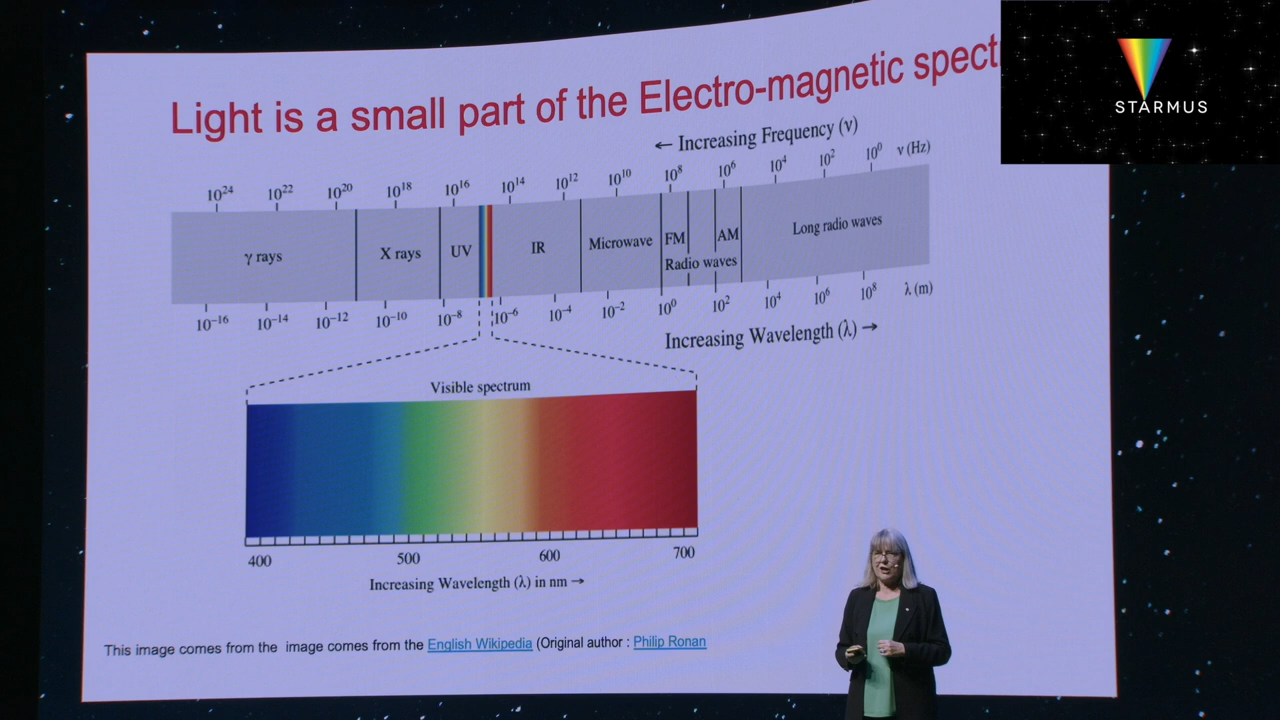 Light is a small part of the Electro-magnetic spect
STARMUS
← Increasing Frequency (ν)
10²⁴ 10²² 10²⁰ 10¹⁸ 10¹⁶ 10¹⁴ 10¹² 10¹⁰ 10⁸ 10⁶ 10⁴ 10² 10⁰ ν (Hz)
γ rays X rays UV IR Microwave FM AM Long radio waves
Radio waves
10⁻¹⁶ 10⁻¹⁴ 10⁻¹² 10⁻¹⁰ 10⁻⁸ 10⁻⁶ 10⁻⁴ 10⁻² 10⁰ 10² 10⁴ 10⁶ 10⁸ λ (m)
Increasing Wavelength (λ) →
Visible spectrum
400 500 600 700
Increasing Wavelength (λ) in nm →
This image comes from the image comes from the English Wikipedia (Original author : Philip Ronan